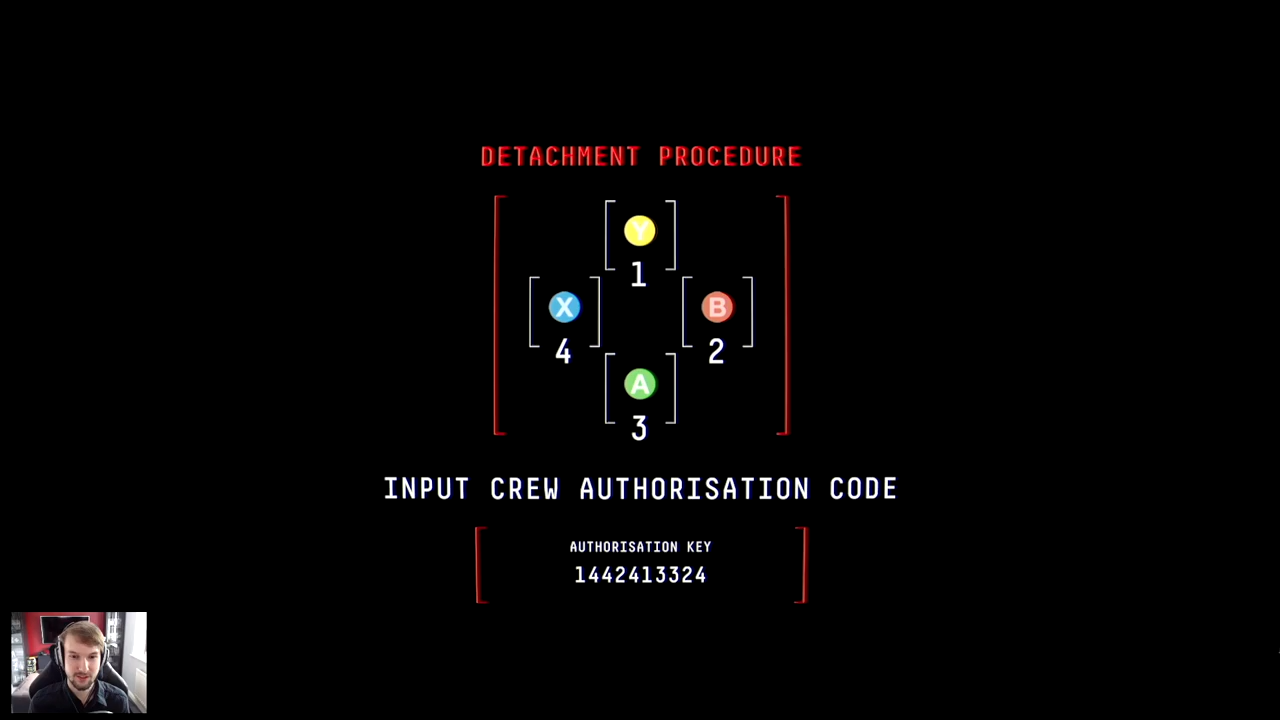 DETACHMENT PROCEDURE
Y
1
X
B
4
2
A
3
INPUT CREW AUTHORISATION CODE
AUTHORISATION KEY
1442413324